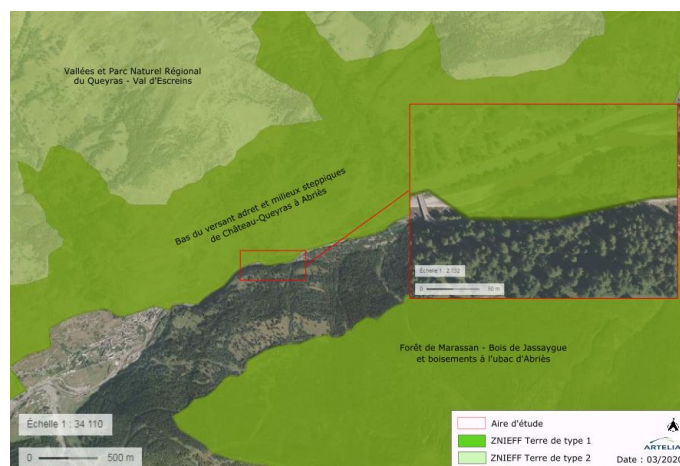 Vallées et Parc Naturel Régional
du Queyras - Val d'Escreins
Bas du versant adret et milieux steppiques
de Château-Queyras à Abriès
Échelle 1 : 2 132
0 50 m
Forêt de Marassan - Bois de Jassaygue
et boisements à l'ubac d'Abriès
Échelle 1 : 34 110
0 500 m
Aire d'étude
ZNIEFF Terre de type 1
ZNIEFF Terre de type 2
ARTELIA
Date : 03/2020